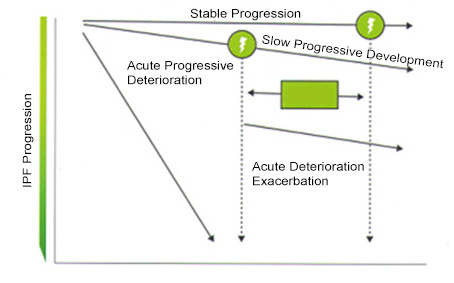 Stable Progression
Slow Progressive Development
Acute Progressive
Deterioration
IPF Progression
Acute Deterioration
Exacerbation